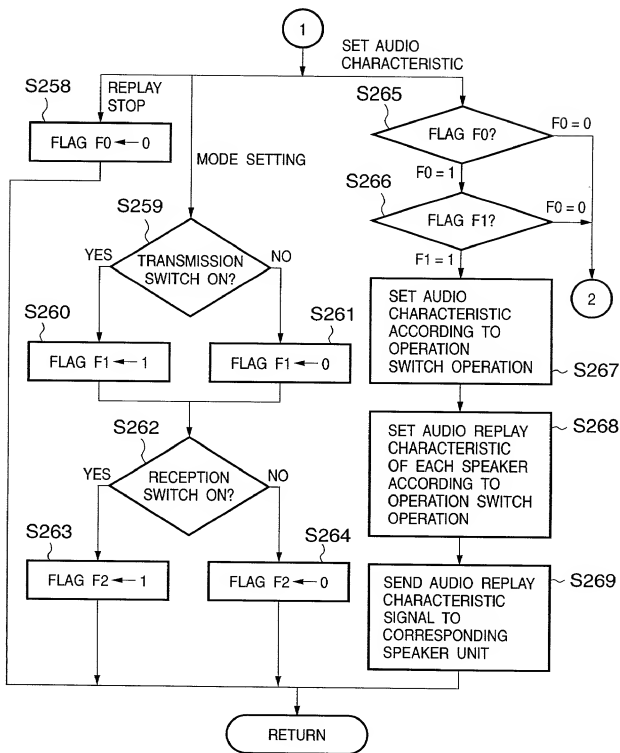 1
SET AUDIO
CHARACTERISTIC
S258
REPLAY
STOP
FLAG F0 ← 0
MODE SETTING
S259
TRANSMISSION
SWITCH ON?
YES
NO
S260
FLAG F1 ← 1
S261
FLAG F1 ← 0
S262
RECEPTION
SWITCH ON?
YES
NO
S263
FLAG F2 ← 1
S264
FLAG F2 ← 0
S265
FLAG F0?
F0 = 0
F0 = 1
S266
FLAG F1?
F0 = 0
F1 = 1
2
SET AUDIO
CHARACTERISTIC
ACCORDING TO
OPERATION
SWITCH OPERATION
S267
SET AUDIO REPLAY
CHARACTERISTIC
OF EACH SPEAKER
ACCORDING TO
OPERATION SWITCH
OPERATION
S268
SEND AUDIO REPLAY
CHARACTERISTIC
SIGNAL TO
CORRESPONDING
SPEAKER UNIT
S269
RETURN